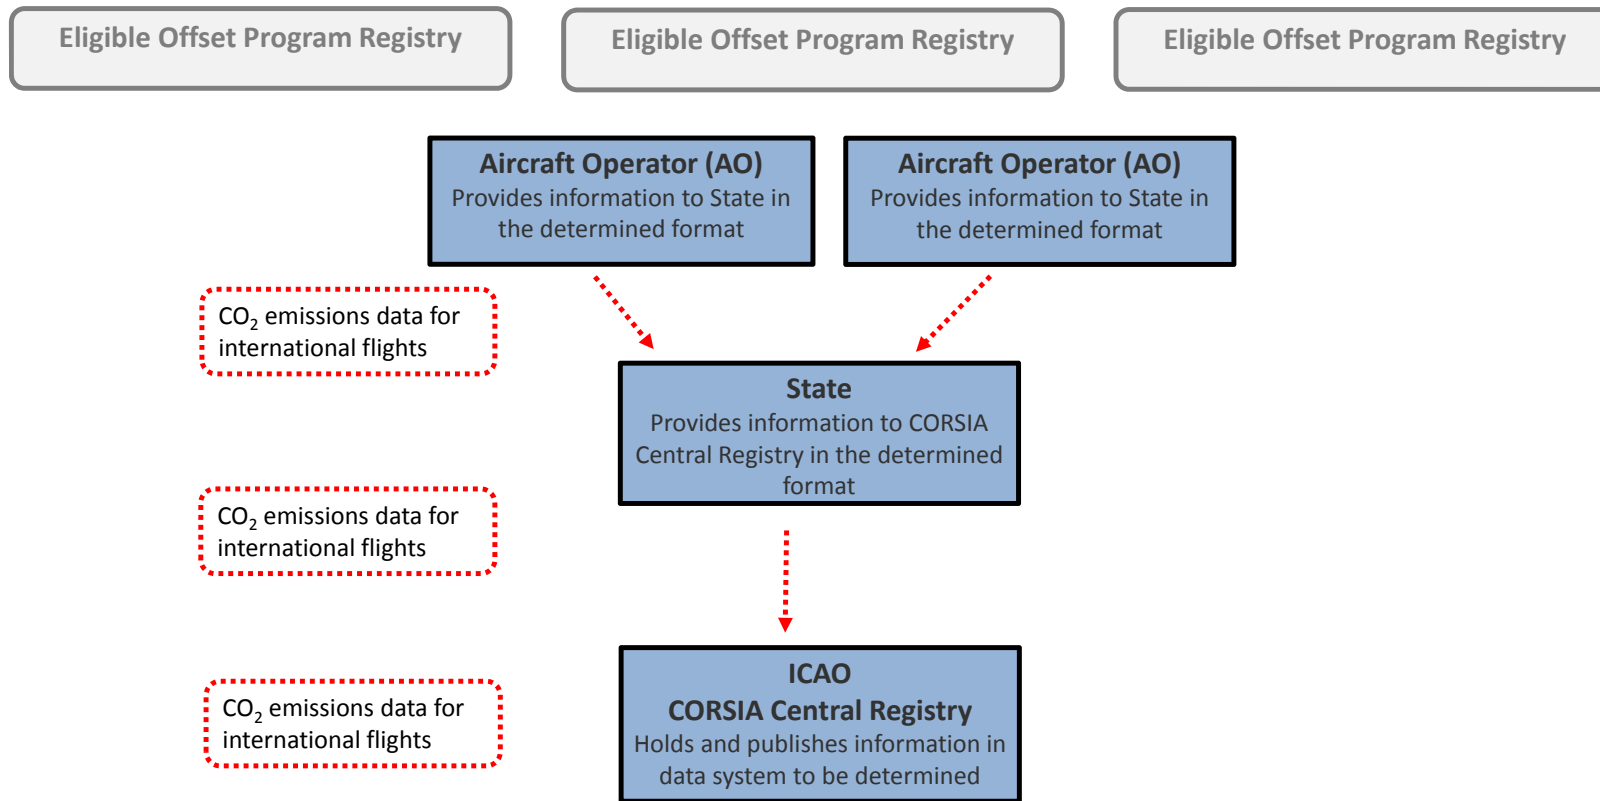 Eligible Offset Program Registry
Eligible Offset Program Registry
Eligible Offset Program Registry
Aircraft Operator (AO)
Provides information to State in
the determined format
Aircraft Operator (AO)
Provides information to State in
the determined format
CO₂ emissions data for
international flights
State
Provides information to CORSIA
Central Registry in the determined
format
CO₂ emissions data for
international flights
ICAO
CORSIA Central Registry
Holds and publishes information in
data system to be determined
CO₂ emissions data for
international flights